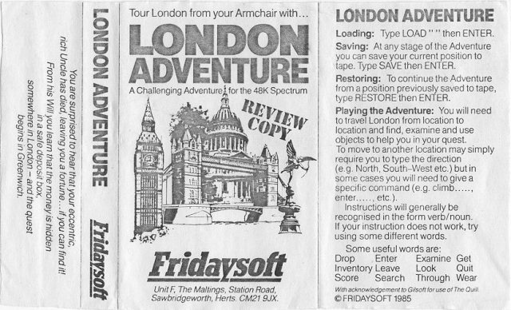 You are surprised to hear that your eccentric,
rich Uncle has died, leaving you a fortune....if you can find it!
From his Will you learn that the money is hidden
in a safe deposit box,
somewhere in London – and the quest
begins in Greenwich.
LONDON ADVENTURE
Fridaysoft
Tour London from your Armchair with...
LONDON
ADVENTURE
A Challenging Adventure for the 48K Spectrum
REVIEW
COPY
Fridaysoft
Unit F, The Maltings, Station Road,
Sawbridgeworth, Herts. CM21 9JX.
LONDON ADVENTURE
Loading: Type LOAD " " then ENTER.
Saving: At any stage of the Adventure
you can save your current position to
tape. Type SAVE then ENTER.
Restoring: To continue the Adventure
from a position previously saved to tape,
type RESTORE then ENTER.
Playing the Adventure: You will need
to travel London from location to
location and find, examine and use
objects to help you in your quest.
To move to another location may simply
require you to type the direction
(e.g. North, South-West etc.) but in
some cases you will need to give a
specific command (e.g. climb.....,
enter....., etc.).
Instructions will generally be
recognised in the form verb/noun.
If your instruction does not work, try
using some different words.
Some useful words are:
Drop Enter Examine Get
Inventory Leave Look Quit
Score Search Through Wear
With acknowledgement to Gilsoft for use of The Quill.
© FRIDAYSOFT 1985